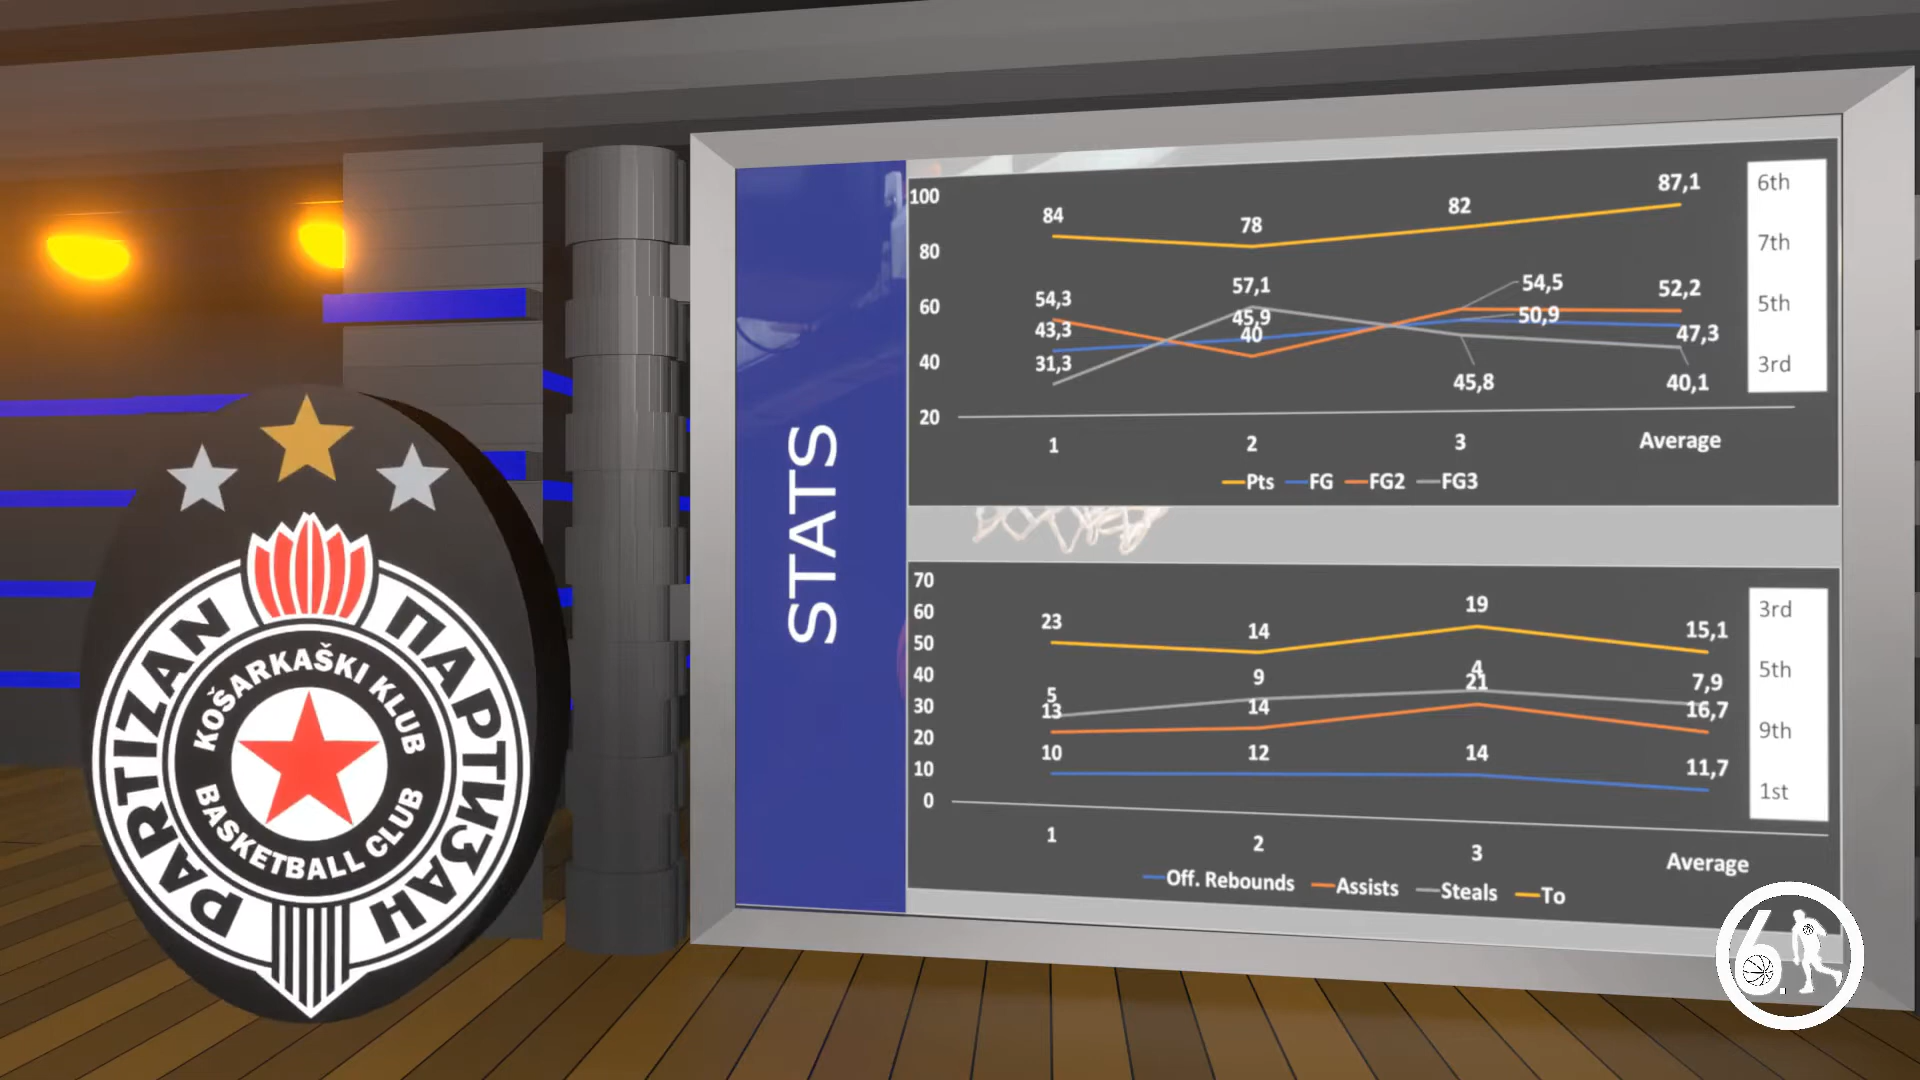 PARTIZAN ПАРТИЗАН
KOŠARKAŠKI KLUB
BASKETBALL CLUB
STATS
100
80
60
40
20
84 78 82 87,1
54,3 57,1 54,5 52,2
43,3 45,9 50,9 47,3
31,3 40 45,8 40,1
1 2 3 Average
Pts FG FG2 FG3
6th
7th
5th
3rd
70
60
50
40
30
20
10
0
23 14 19 15,1
5 9 4 7,9
13 14 21 16,7
10 12 14 11,7
1 2 3 Average
Off. Rebounds Assists Steals To
3rd
5th
9th
1st
6.